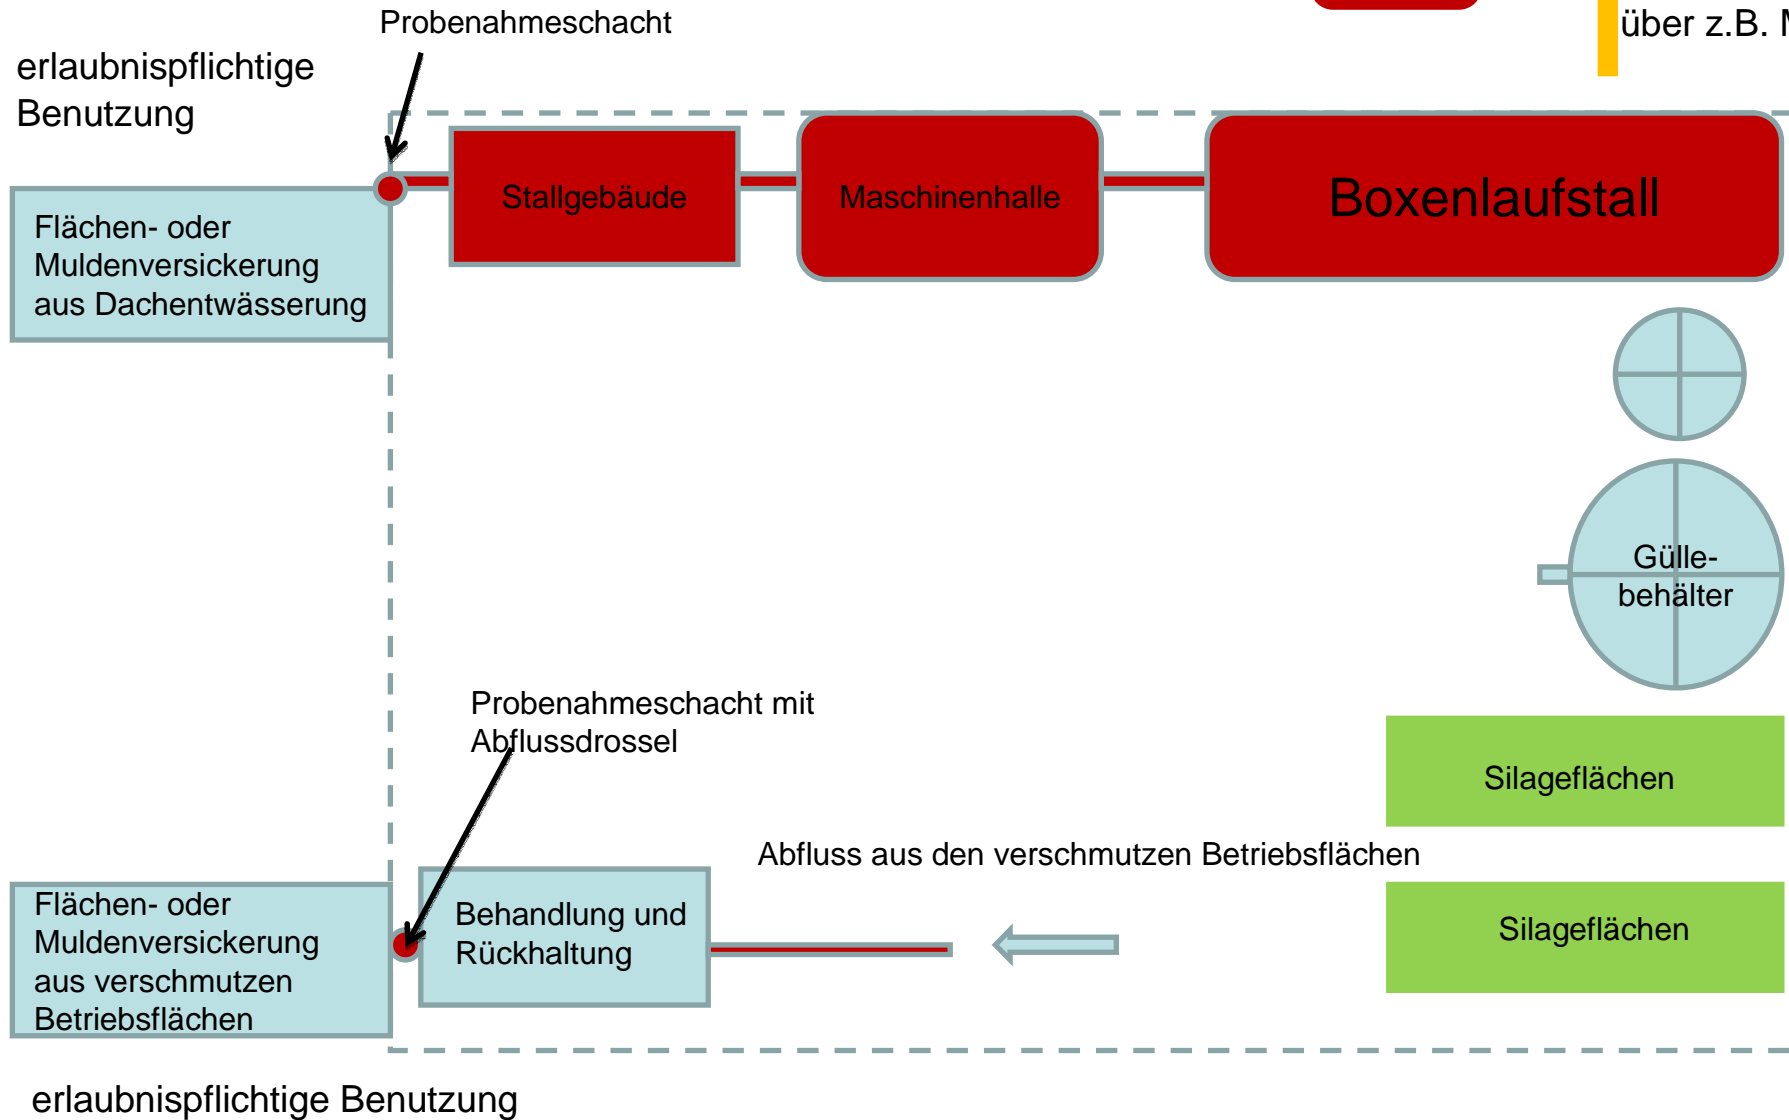 Probenahmeschacht
über z.B.
erlaubnispflichtige
Benutzung
Stallgebäude
Maschinenhalle
Boxenlaufstall
Flächen- oder
Muldenversickerung
aus Dachentwässerung
Gülle-
behälter
Probenahmeschacht mit
Abflussdrossel
Silageflächen
Abfluss aus den verschmutzen Betriebsflächen
Flächen- oder
Muldenversickerung
aus verschmutzen
Betriebsflächen
Behandlung und
Rückhaltung
Silageflächen
erlaubnispflichtige Benutzung